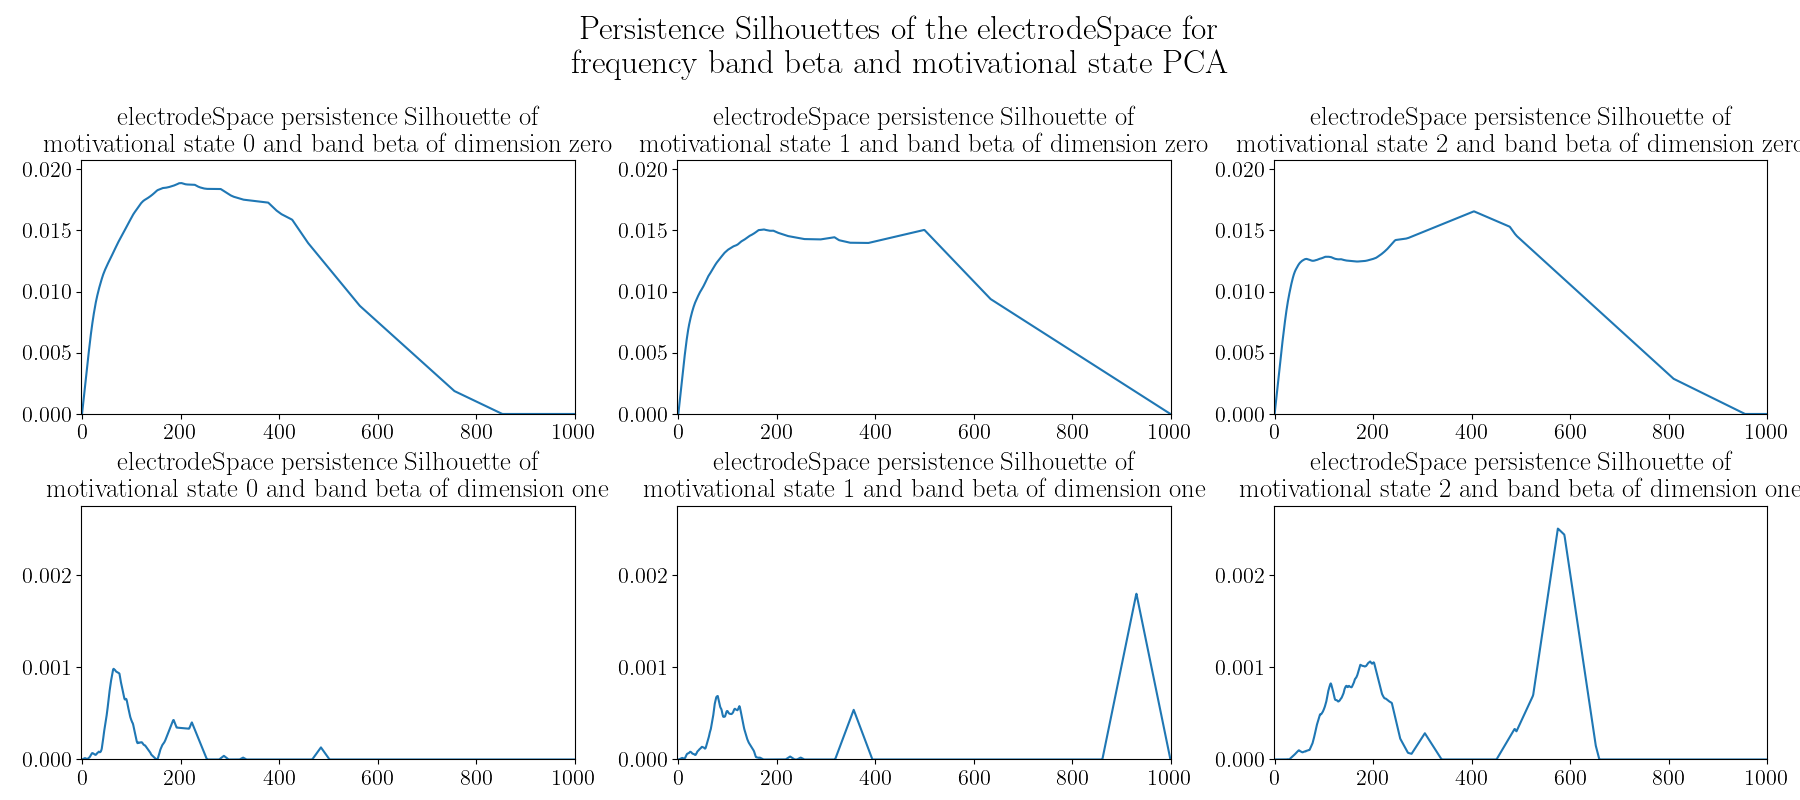 Persistence Silhouettes of the electrodeSpace for
frequency band beta and motivational state PCA
electrodeSpace persistence Silhouette of
motivational state 0 and band beta of dimension zero
0.020
0.015
0.010
0.005
0.000
0 200 400 600 800 1000
electrodeSpace persistence Silhouette of
motivational state 1 and band beta of dimension zero
0.020
0.015
0.010
0.005
0.000
0 200 400 600 800 1000
electrodeSpace persistence Silhouette of
motivational state 2 and band beta of dimension zero
0.020
0.015
0.010
0.005
0.000
0 200 400 600 800 1000
electrodeSpace persistence Silhouette of
motivational state 0 and band beta of dimension one
0.002
0.001
0.000
0 200 400 600 800 1000
electrodeSpace persistence Silhouette of
motivational state 1 and band beta of dimension one
0.002
0.001
0.000
0 200 400 600 800 1000
electrodeSpace persistence Silhouette of
motivational state 2 and band beta of dimension one
0.002
0.001
0.000
0 200 400 600 800 1000